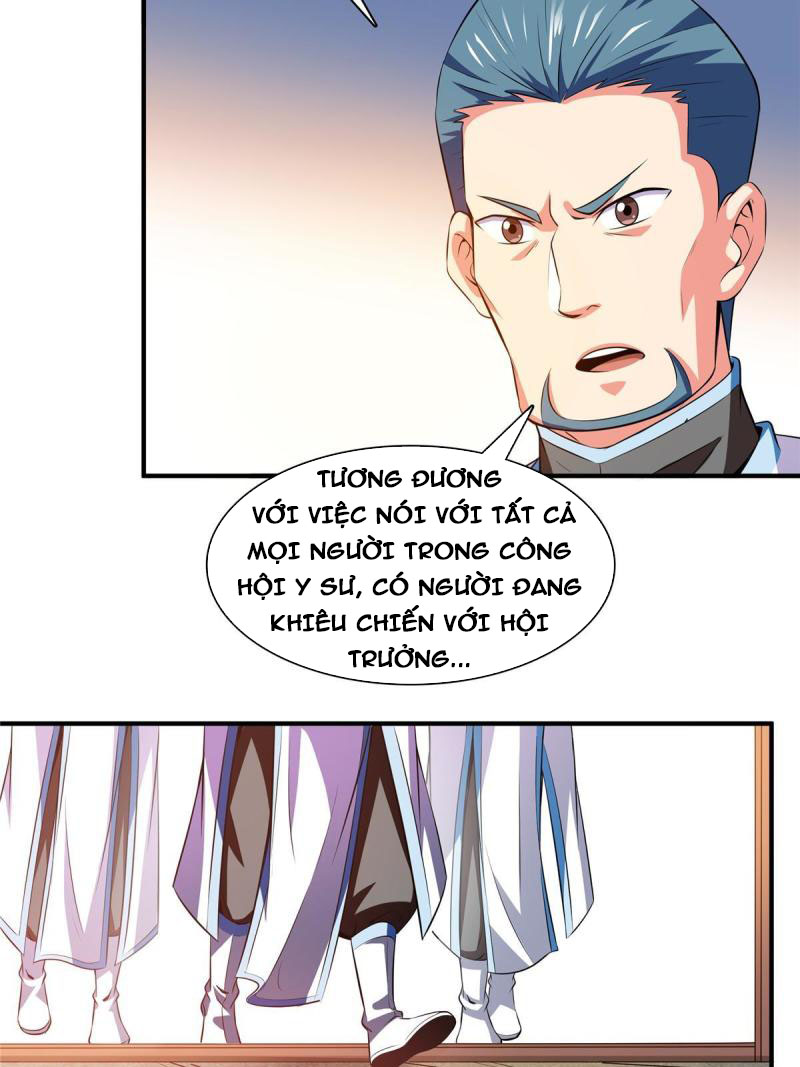 TƯƠNG ĐƯƠNG
VỚI VIỆC NÓI VỚI TẤT CẢ
MỌI NGƯỜI TRONG CÔNG
HỘI Y SƯ, CÓ NGƯỜI ĐANG
KHIÊU CHIẾN VỚI HỘI
TRƯỞNG...